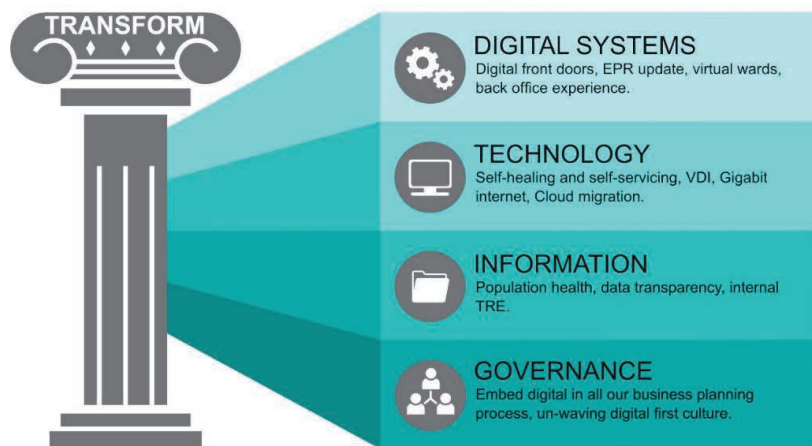 TRANSFORM
DIGITAL SYSTEMS
Digital front doors, EPR update, virtual wards,
back office experience.
TECHNOLOGY
Self-healing and self-servicing, VDI, Gigabit
internet, Cloud migration.
INFORMATION
Population health, data transparency, internal
TRE.
GOVERNANCE
Embed digital in all our business planning
process, un-waving digital first culture.